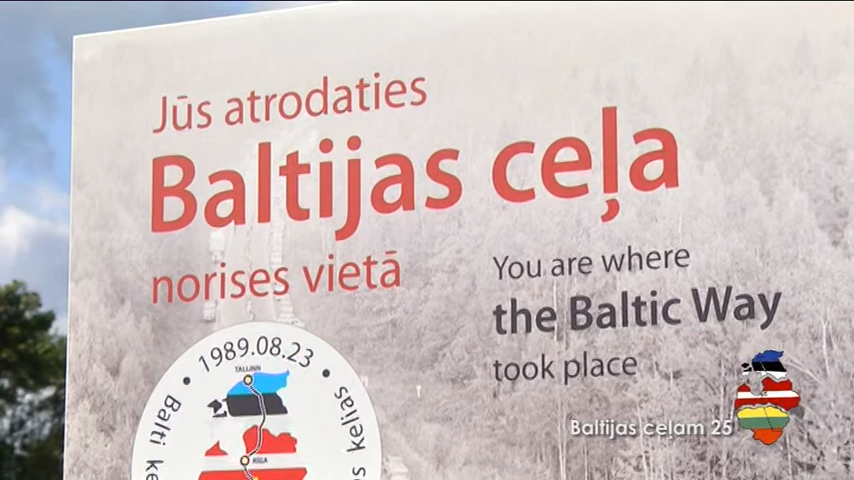 Jūs atrodaties
Baltijas ceļa
norises vietā
You are where
the Baltic Way
took place
• 1989.08.23 •
TALLINN
Balti
kelias
RĪGA
Baltijas ceļam 25